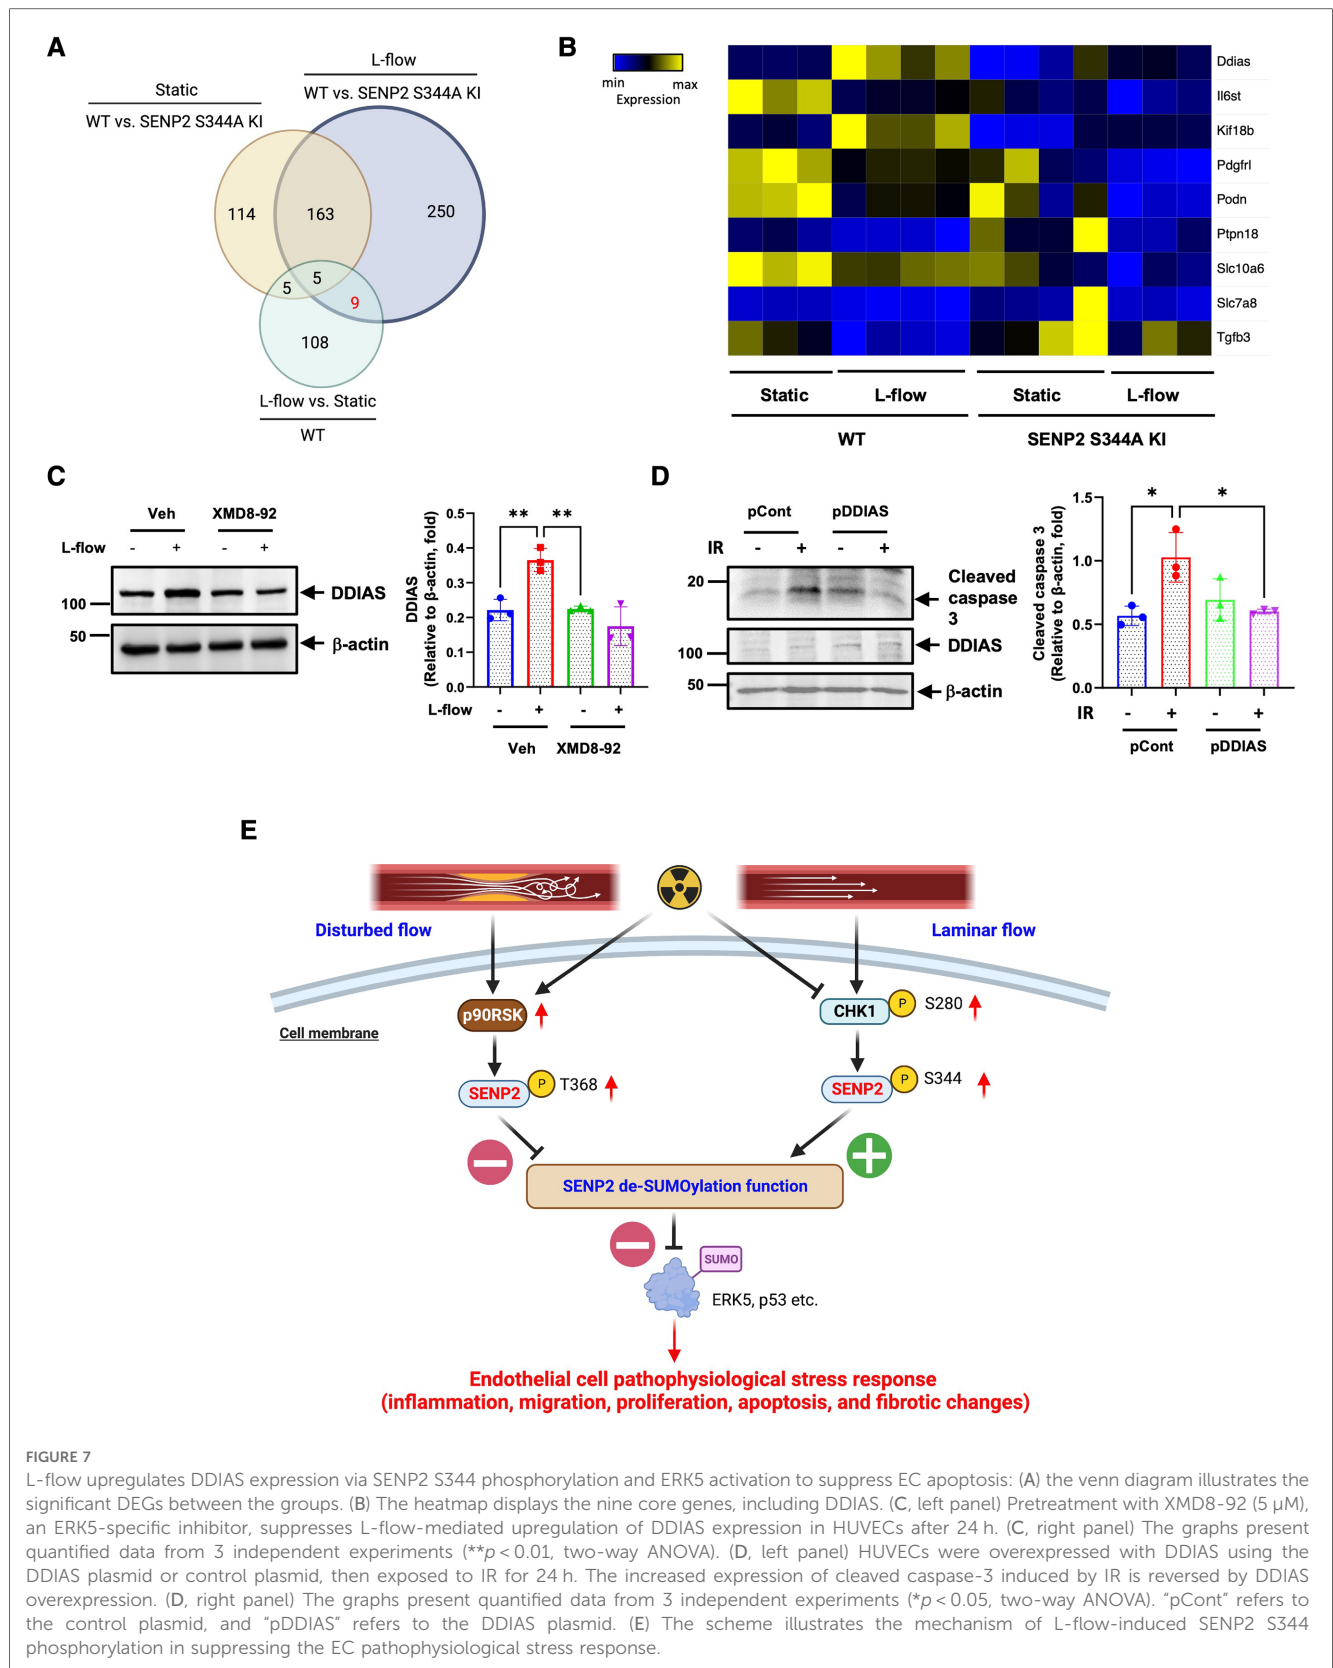 A
Static
WT vs. SENP2 S344A KI
L-flow
WT vs. SENP2 S344A KI
114
163
250
5
5
9
108
L-flow vs. Static
WT
B
min
max
Expression
Ddias
Il6st
Kif18b
Pdgfrl
Podn
Ptpn18
Slc10a6
Slc7a8
Tgfb3
Static
L-flow
Static
L-flow
WT
SENP2 S344A KI
C
Veh
XMD8-92
L-flow
-
+
-
+
100
50
DDIAS
β-actin
DDIAS
(Relative to β-actin, fold)
0.5
0.4
0.3
0.2
0.1
0.0
**
**
L-flow
-
+
-
+
Veh
XMD8-92
D
pCont
pDDIAS
IR
-
+
-
+
20
100
50
Cleaved
caspase
3
DDIAS
β-actin
Cleaved caspase 3
(Relative to β-actin, fold)
1.5
1.0
0.5
0.0
*
*
IR
-
+
-
+
pCont
pDDIAS
E
Disturbed flow
Laminar flow
Cell membrane
p90RSK
CHK1
P
S280
SENP2
P
T368
SENP2
P
S344
SENP2 de-SUMOylation function
SUMO
ERK5, p53 etc.
Endothelial cell pathophysiological stress response
(inflammation, migration, proliferation, apoptosis, and fibrotic changes)
FIGURE 7
L-flow upregulates DDIAS expression via SENP2 S344 phosphorylation and ERK5 activation to suppress EC apoptosis: (A) the venn diagram illustrates the
significant DEGs between the groups. (B) The heatmap displays the nine core genes, including DDIAS. (C, left panel) Pretreatment with XMD8-92 (5 μM),
an ERK5-specific inhibitor, suppresses L-flow-mediated upregulation of DDIAS expression in HUVECs after 24 h. (C, right panel) The graphs present
quantified data from 3 independent experiments (**p < 0.01, two-way ANOVA). (D, left panel) HUVECs were overexpressed with DDIAS using the
DDIAS plasmid or control plasmid, then exposed to IR for 24 h. The increased expression of cleaved caspase-3 induced by IR is reversed by DDIAS
overexpression. (D, right panel) The graphs present quantified data from 3 independent experiments (*p < 0.05, two-way ANOVA). "pCont" refers to
the control plasmid, and "pDDIAS" refers to the DDIAS plasmid. (E) The scheme illustrates the mechanism of L-flow-induced SENP2 S344
phosphorylation in suppressing the EC pathophysiological stress response.